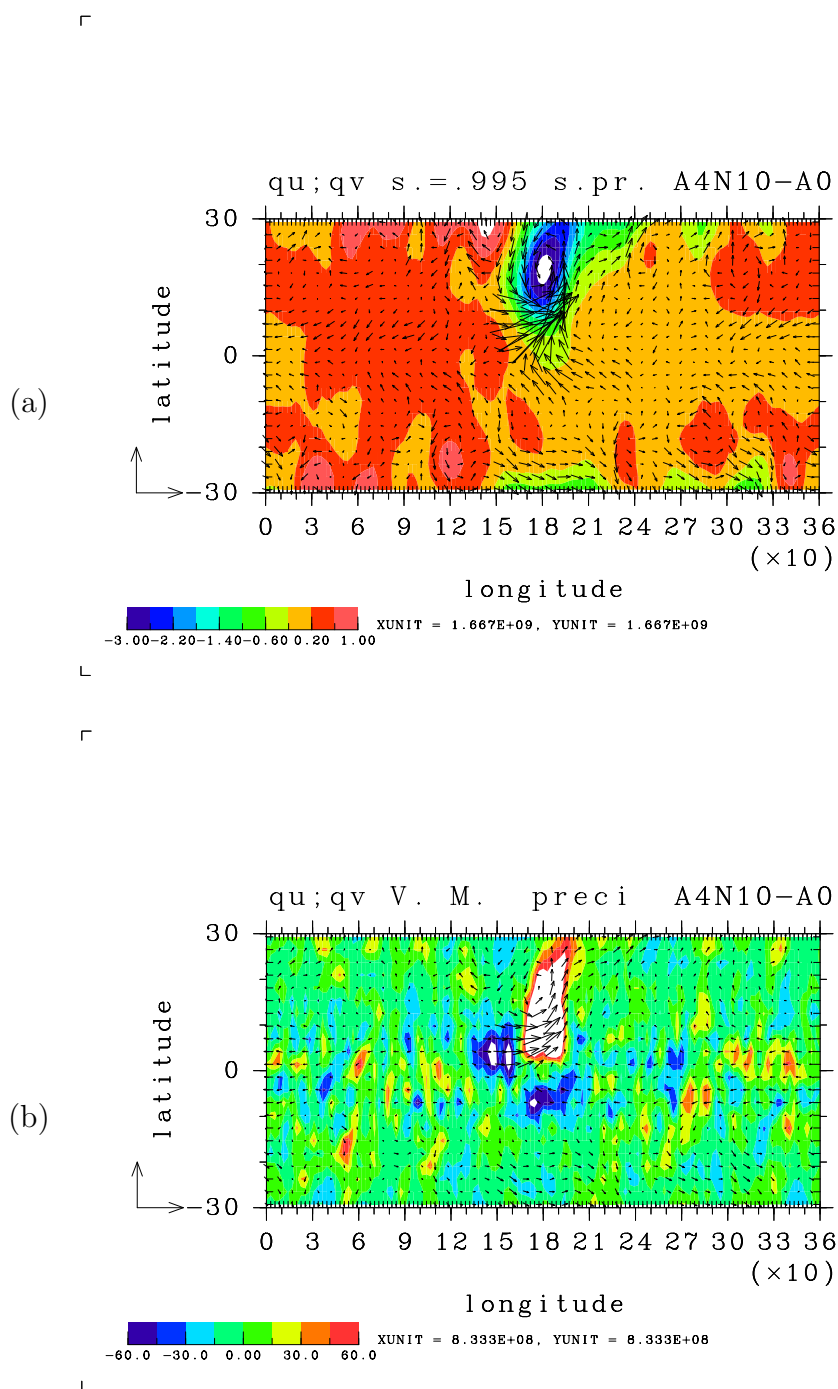 qu;qv s.=.995 s.pr. A4N10−A0
30
0
−30
latitude
(a)
0 3 6 9 12 15 18 21 24 27 30 33 36
(×10)
longitude
-3.00-2.20-1.40-0.60 0.20 1.00
XUNIT = 1.667E+09, YUNIT = 1.667E+09
qu;qv V. M. preci A4N10−A0
30
0
−30
latitude
(b)
0 3 6 9 12 15 18 21 24 27 30 33 36
(×10)
longitude
-60.0 -30.0 0.00 30.0 60.0
XUNIT = 8.333E+08, YUNIT = 8.333E+08